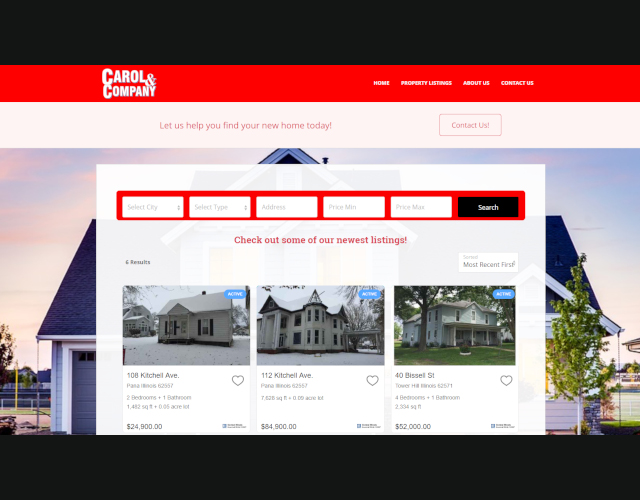 CAROL &
COMPANY
HOME PROPERTY LISTINGS ABOUT US CONTACT US
Let us help you find your new home today!
Contact Us!
Select City Select Type Address Price Min Price Max Search
Check out some of our newest listings!
6 Results
Sorted
Most Recent First
ACTIVE ACTIVE ACTIVE
108 Kitchell Ave.
Pana Illinois 62557
2 Bedrooms + 1 Bathroom
1,462 sq ft + 0.05 acre lot
$24,900.00
112 Kitchell Ave.
Pana Illinois 62557
7,628 sq ft + 0.09 acre lot
$84,900.00
40 Bissell St
Tower Hill Illinois 62571
4 Bedrooms + 1 Bathroom
2,334 sq ft
$52,000.00